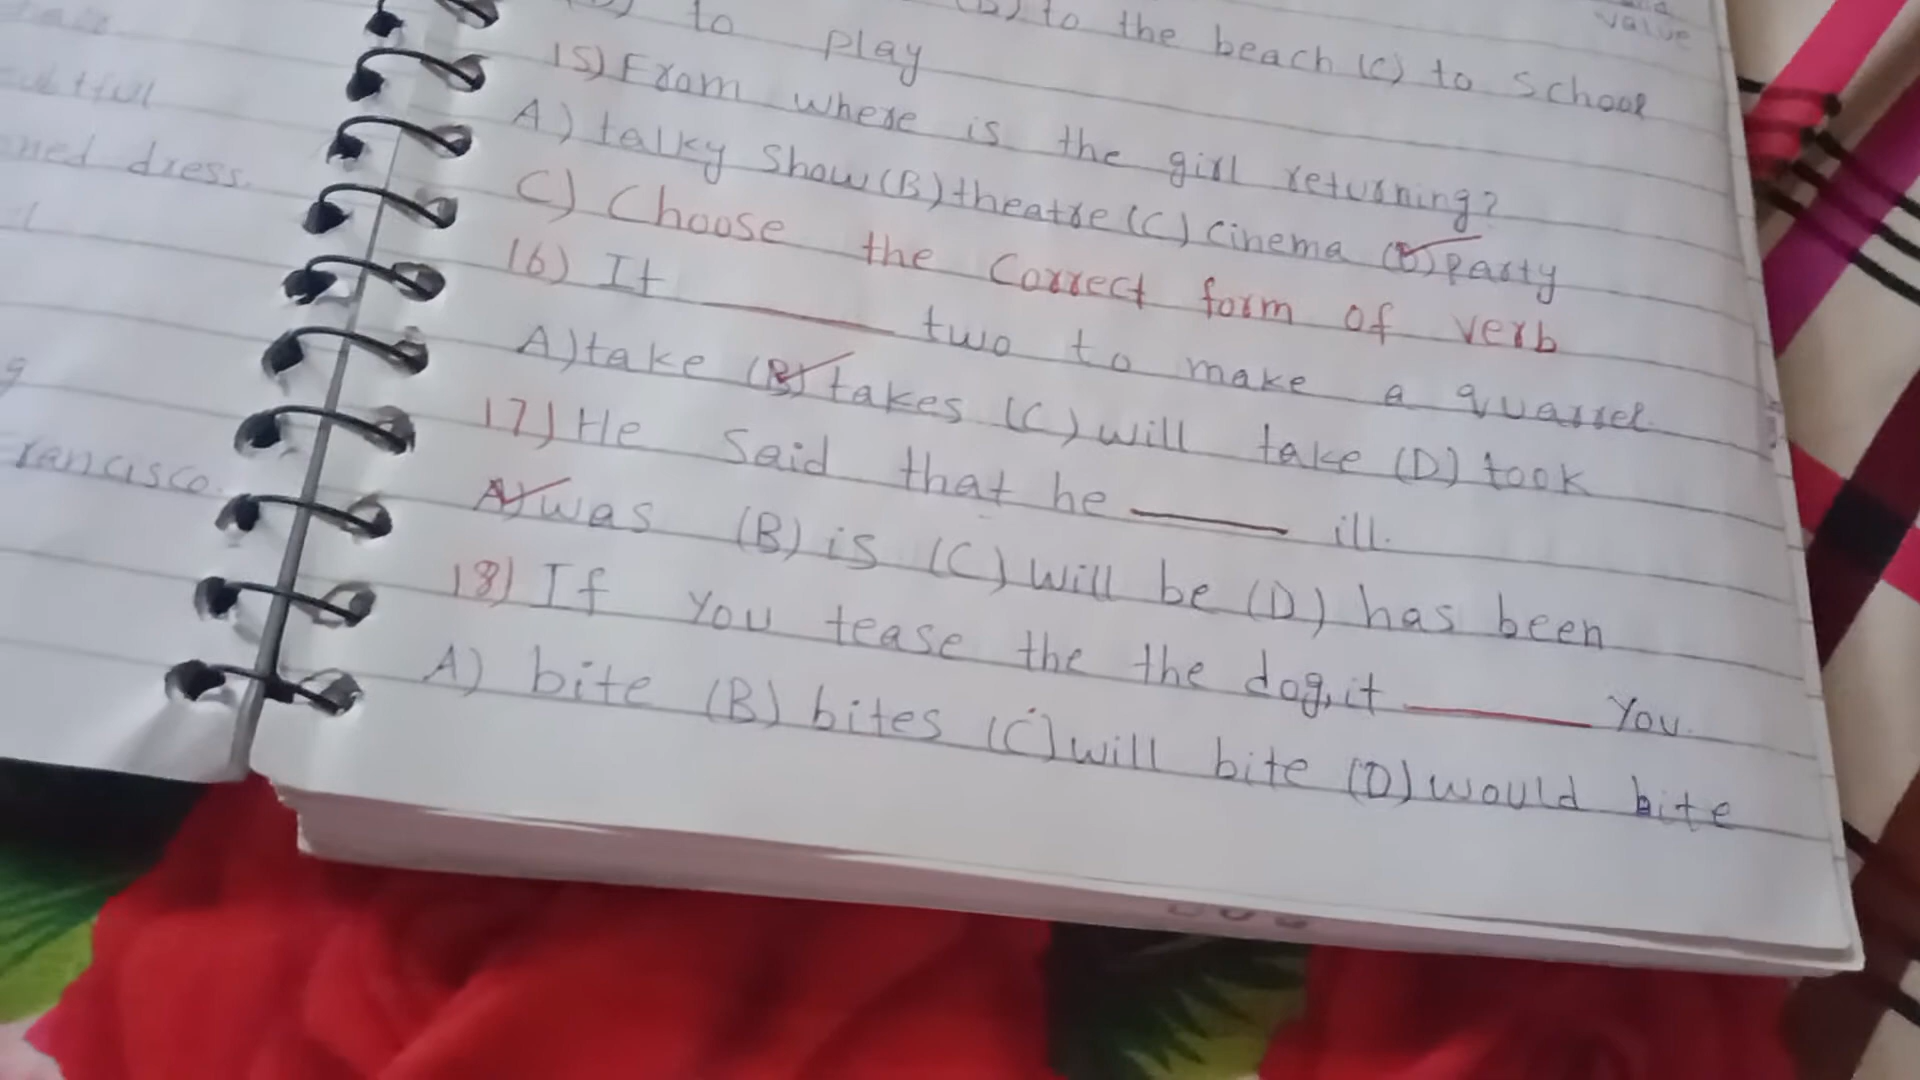 to play (B) to the beach (C) to School
15) From where is the girl returning?
A) talky Show (B) theatre (C) cinema (D) party
C) Choose the Correct form of verb
16) It ______ two to make a quarrel.
A) take (B) takes (C) will take (D) took
17) He Said that he ______ ill.
A) was (B) is (C) will be (D) has been
18) If You tease the the dog, it ______ You.
A) bite (B) bites (C) will bite (D) would bite
value
dress.
Francisco.